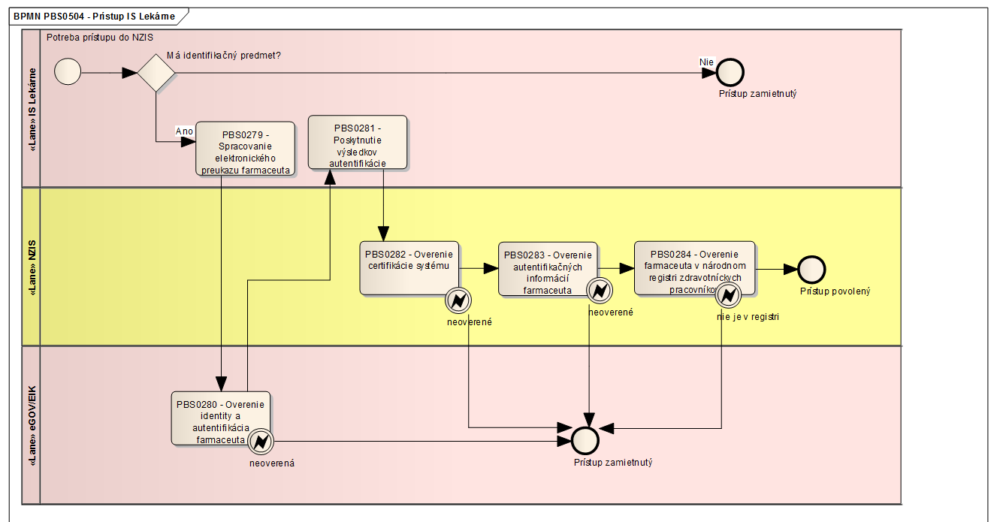 BPMN PBS0504 - Prístup IS Lekárne
Potreba prístupu do NZIS
Má identifikačný predmet?
Nie
Prístup zamietnutý
«Lane» IS Lekárne
Ano
PBS0279 -
Spracovanie
elektronického
preukazu farmaceuta
PBS0281 -
Poskytnutie
výsledkov
autentifikácie
«Lane» NZIS
PBS0282 - Overenie
certifikácie systému
neoverené
PBS0283 - Overenie
autentifikačných
informácií
farmaceuta
neoverené
PBS0284 - Overenie
farmaceuta v národnom
registri zdravotníckych
nie je v registri
Prístup povolený
«Lane» eGOV/EIK
PBS0280 - Overenie
identity a
autentifikácia
farmaceuta
neoverená
Prístup zamietnutý